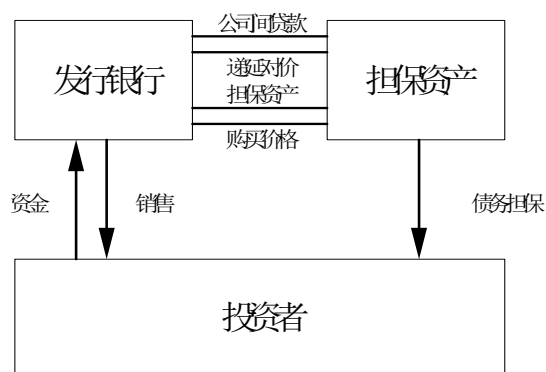 公司间贷款
发行银行
递延对价
担保资产
担保资产
购买价格
资金
销售
债务担保
投资者